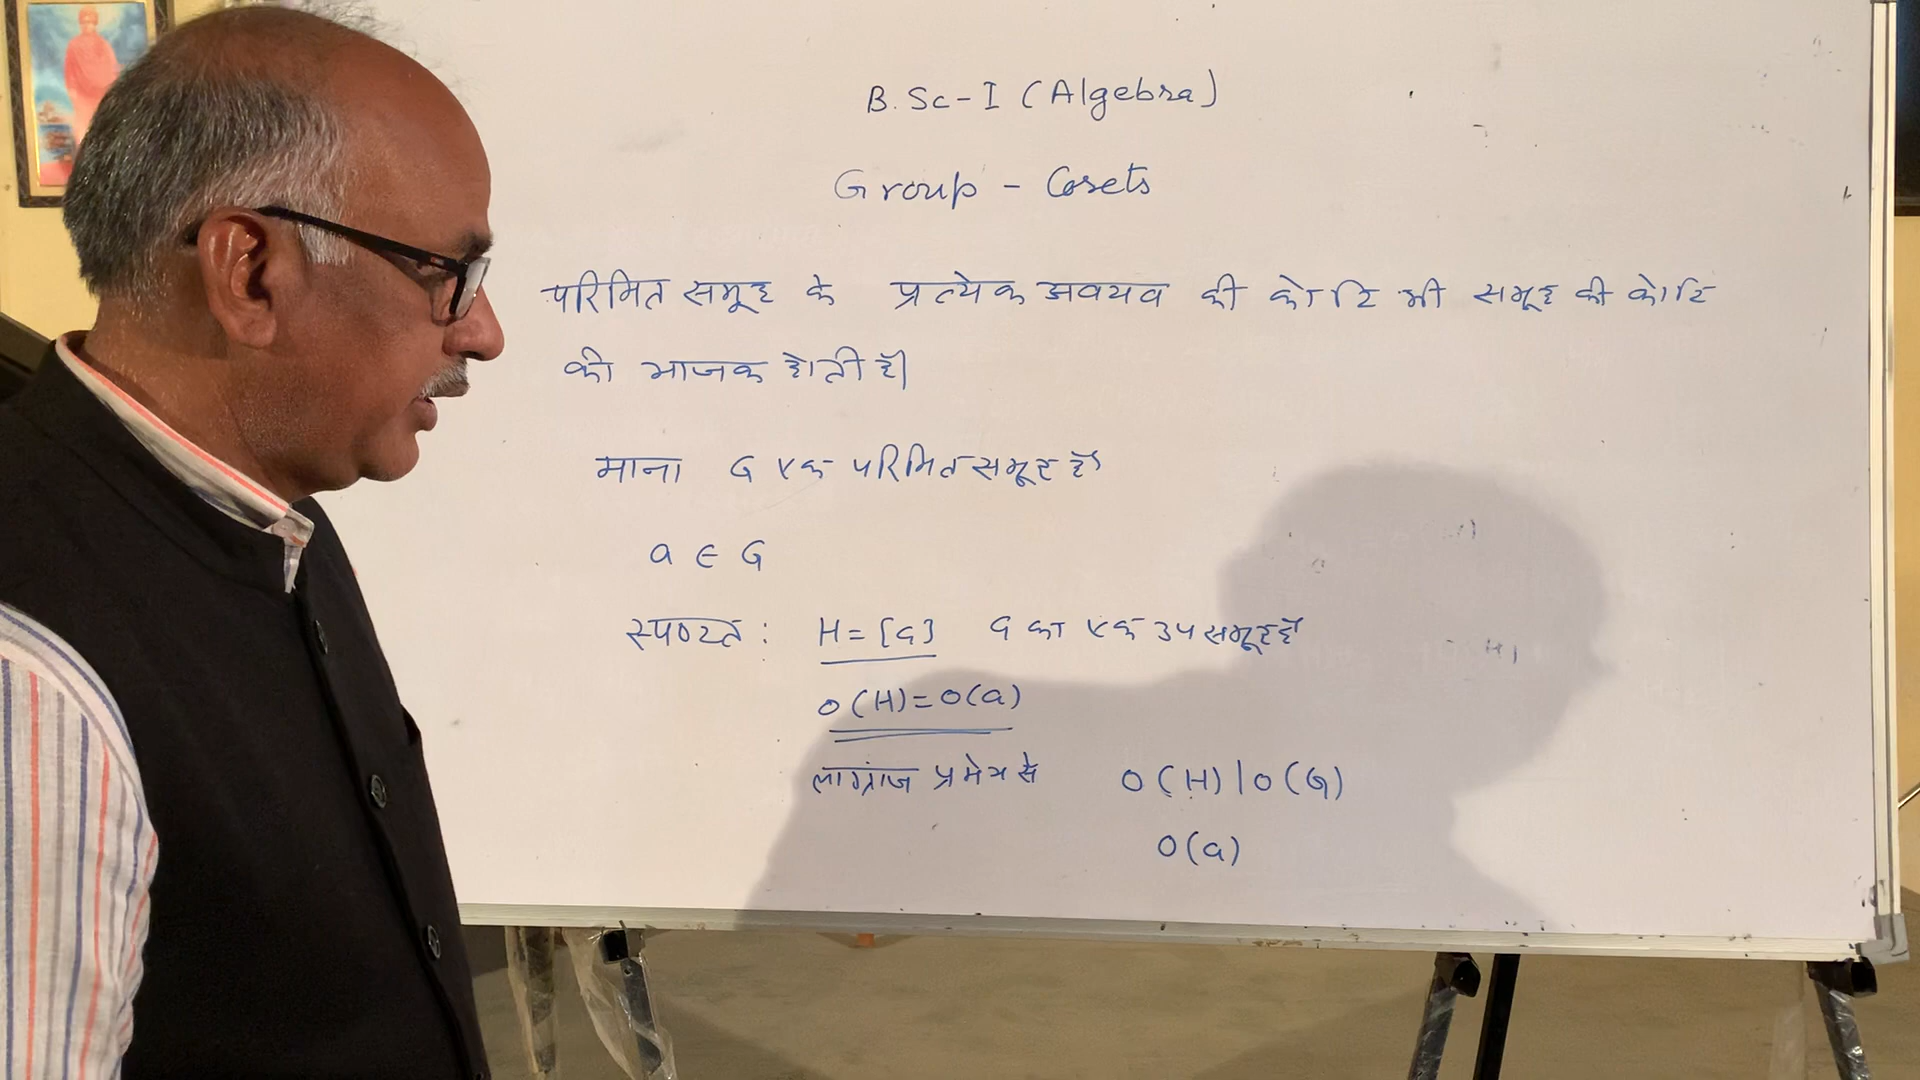 B.Sc-I (Algebra)
Group - Cosets
परिमित समूह के प्रत्येक अवयव की कोटि भी समूह की कोटि
की भाजक होती है।
माना G एक परिमित समूह है
a ∈ G
स्पष्टत: H = [a] G का एक उपसमूह है
o(H) = o(a)
लाग्रांज प्रमेय से O(H) | O(G)
O(a)